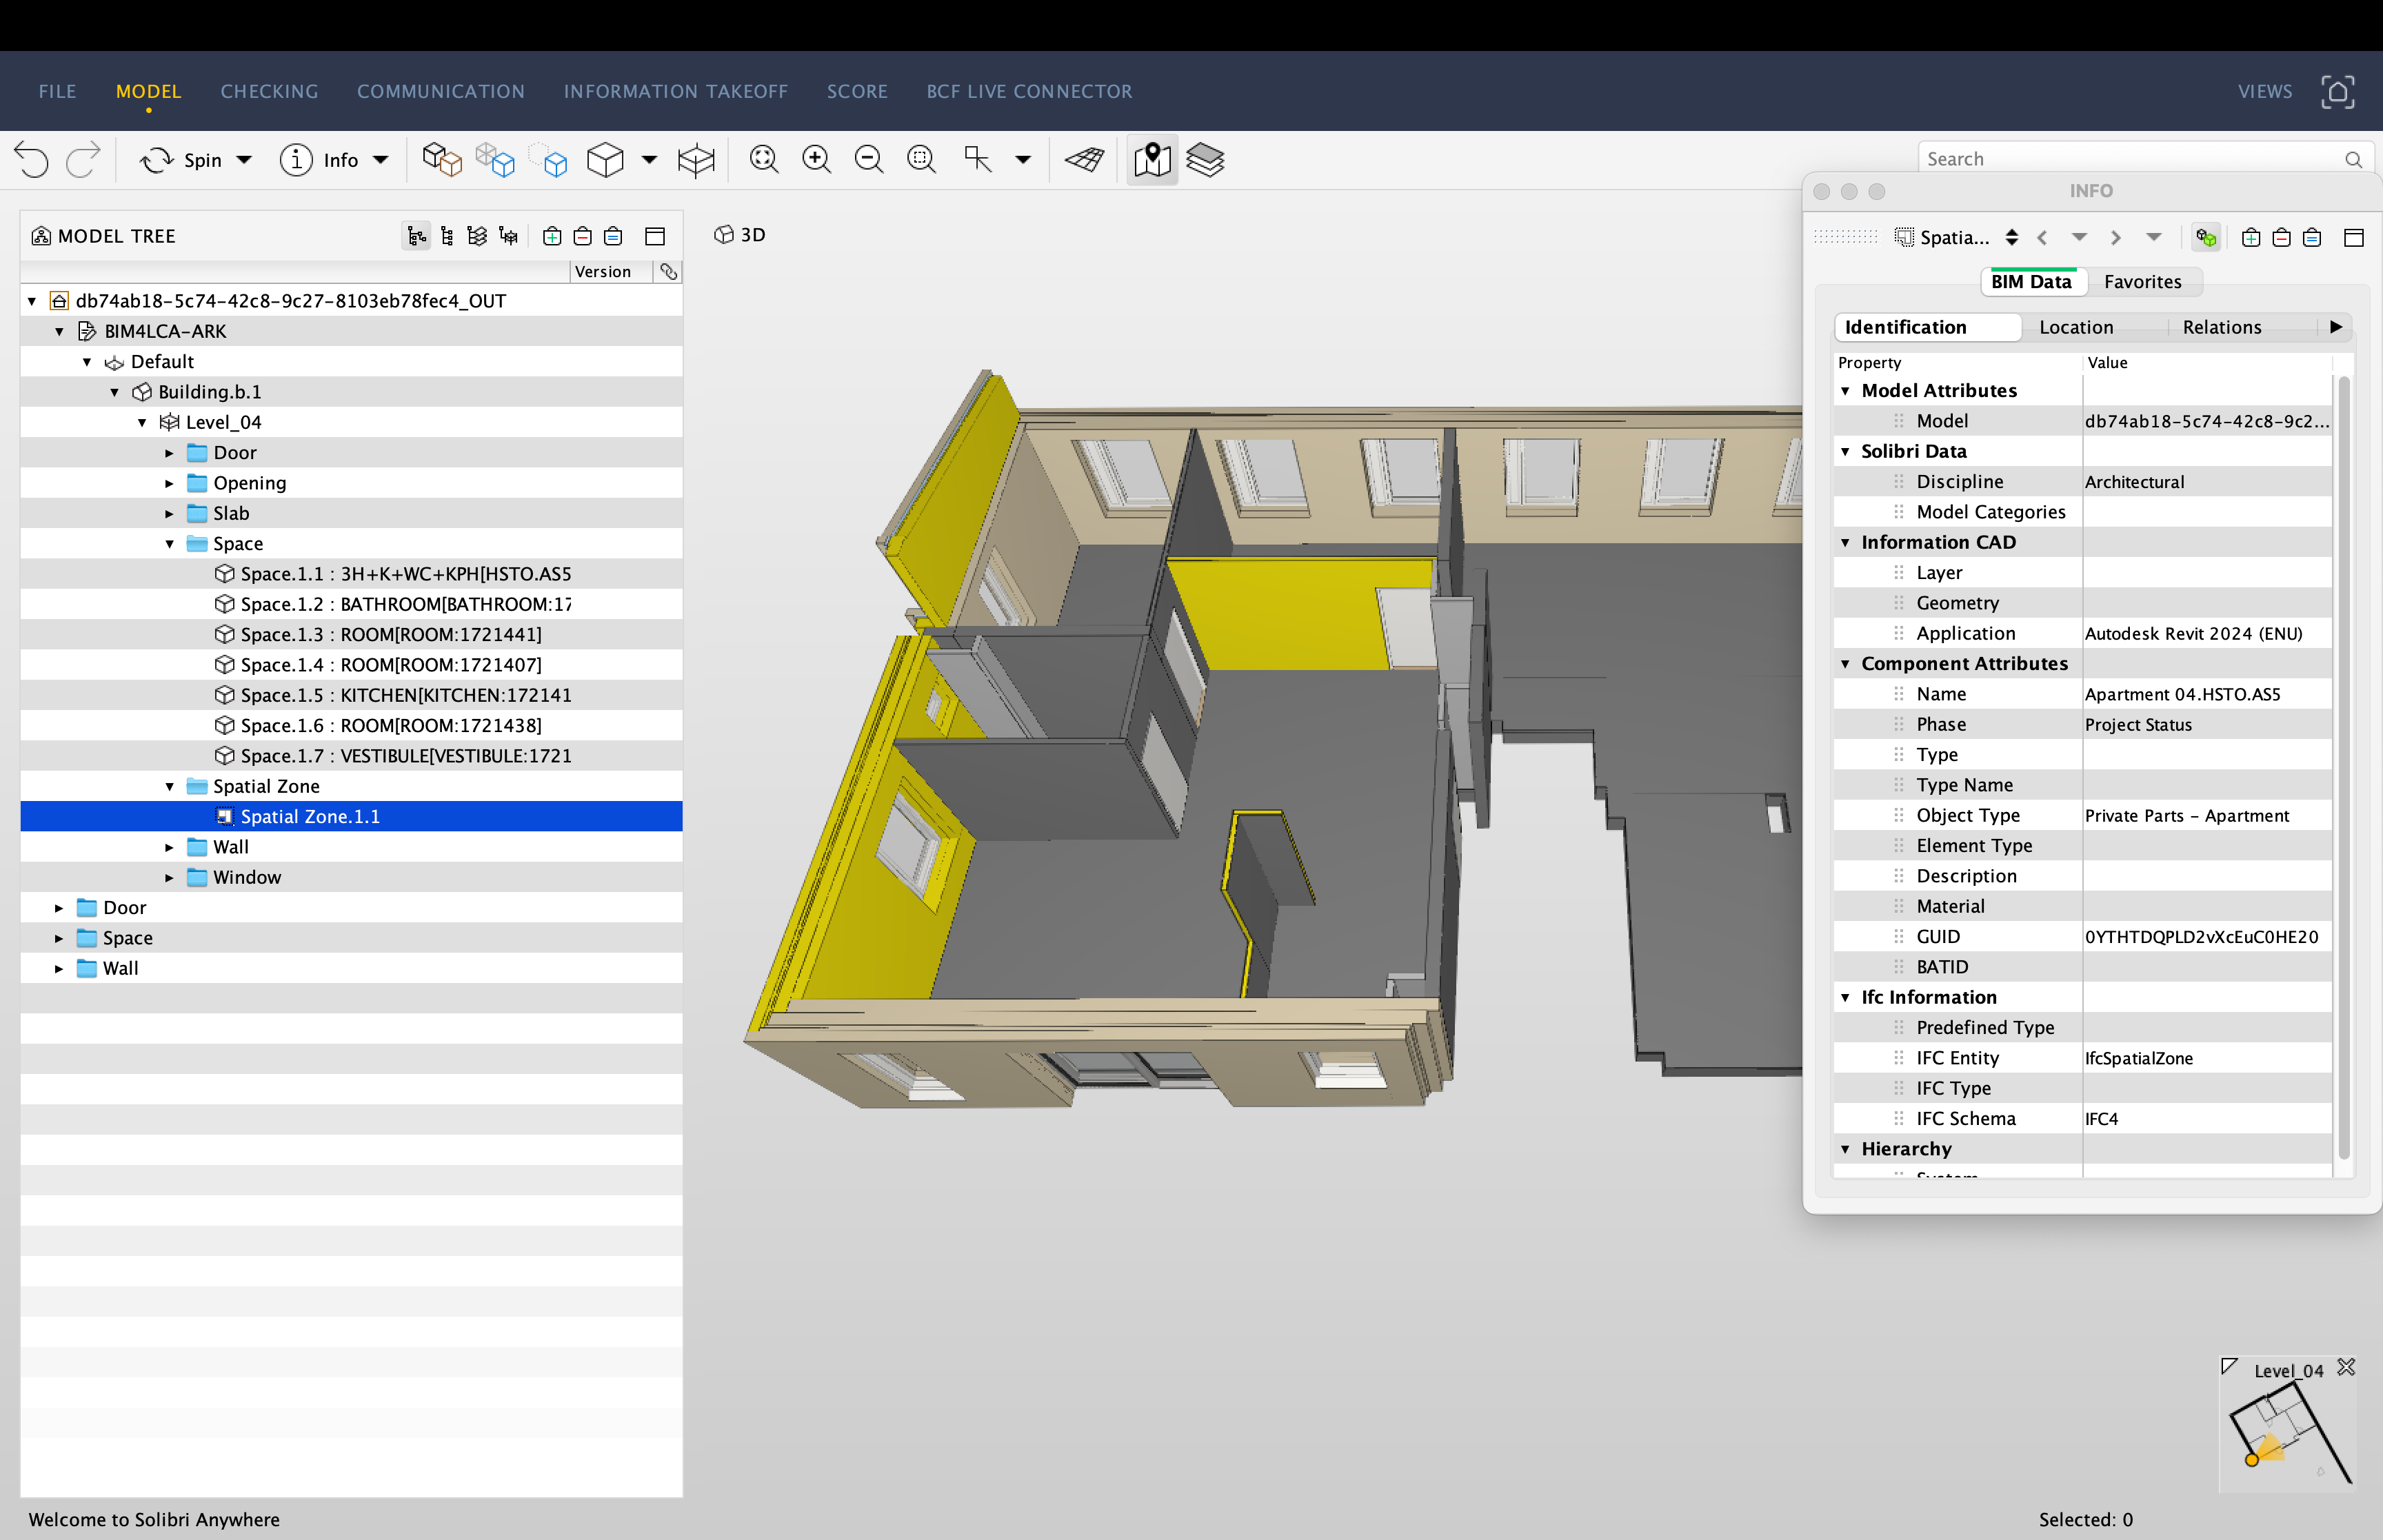 FILE MODEL CHECKING COMMUNICATION INFORMATION TAKEOFF SCORE BCF LIVE CONNECTOR VIEWS
Spin Info Search
MODEL TREE
Version
db74ab18-5c74-42c8-9c27-8103eb78fec4_OUT
BIM4LCA-ARK
Default
Building.b.1
Level_04
Door
Opening
Slab
Space
Space.1.1 : 3H+K+WC+KPH[HSTO.AS5
Space.1.2 : BATHROOM[BATHROOM:17
Space.1.3 : ROOM[ROOM:1721441]
Space.1.4 : ROOM[ROOM:1721407]
Space.1.5 : KITCHEN[KITCHEN:172141
Space.1.6 : ROOM[ROOM:1721438]
Space.1.7 : VESTIBULE[VESTIBULE:1721
Spatial Zone
Spatial Zone.1.1
Wall
Window
Door
Space
Wall
3D
INFO
Spatia...
BIM Data Favorites
Identification Location Relations
Property Value
Model Attributes
Model db74ab18-5c74-42c8-9c2...
Solibri Data
Discipline Architectural
Model Categories
Information CAD
Layer
Geometry
Application Autodesk Revit 2024 (ENU)
Component Attributes
Name Apartment 04.HSTO.AS5
Phase Project Status
Type
Type Name
Object Type Private Parts - Apartment
Element Type
Description
Material
GUID 0YTHTDQPLD2vXcEuC0HE20
BATID
Ifc Information
Predefined Type
IFC Entity IfcSpatialZone
IFC Type
IFC Schema IFC4
Hierarchy
Level_04
Welcome to Solibri Anywhere
Selected: 0